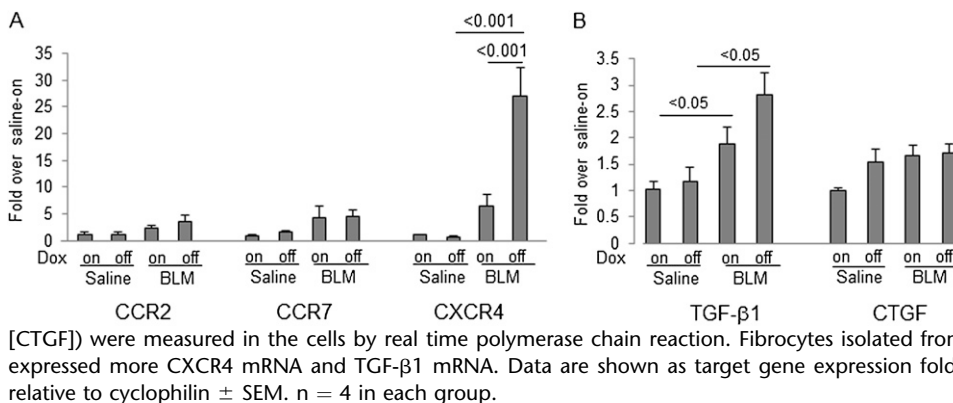 A
B
<0.001
<0.001
<0.05
<0.05
Fold over saline-on
35
30
25
20
15
10
5
0
Fold over saline-on
3.5
3
2.5
2
1.5
1
0.5
0
Dox on off on off on off on off on off on off
Saline BLM Saline BLM Saline BLM
CCR2 CCR7 CXCR4
Dox on off on off on off on off
Saline BLM Saline BLM
TGF-β1 CTGF
[CTGF]) were measured in the cells by real time polymerase chain reaction. Fibrocytes isolated from
expressed more CXCR4 mRNA and TGF-β1 mRNA. Data are shown as target gene expression fold
relative to cyclophilin ± SEM. n = 4 in each group.